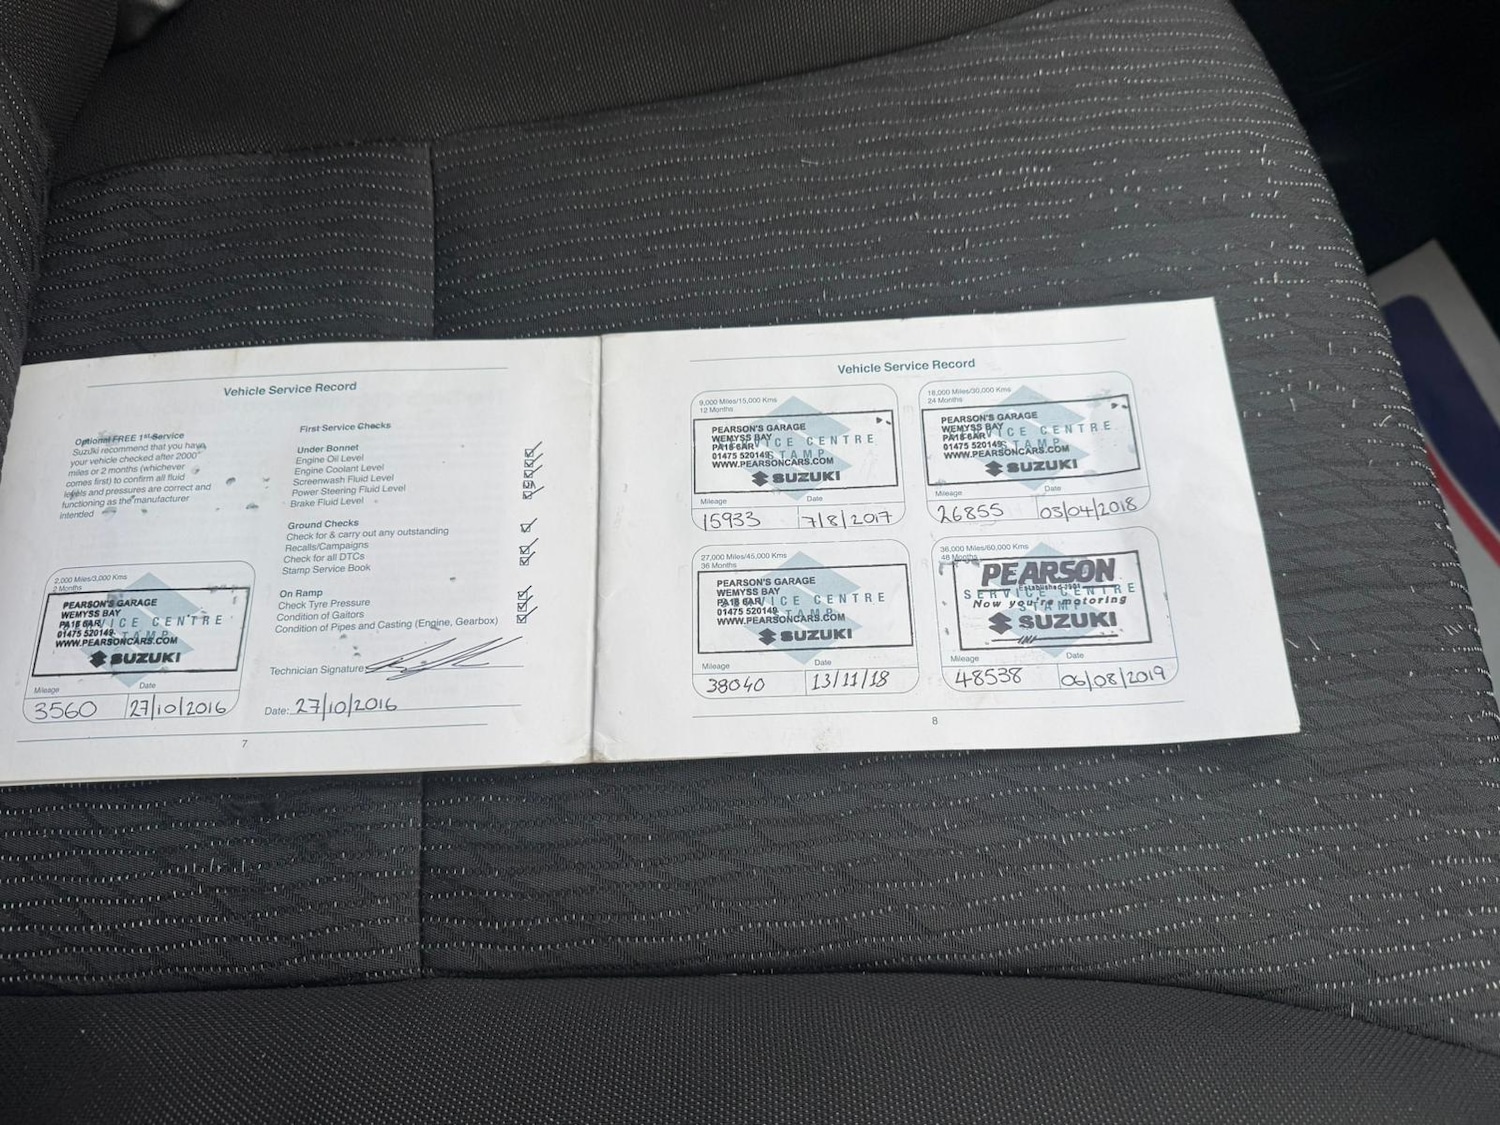 Vehicle Service Record
Optional FREE 1st Service
Suzuki recommend that you have
your vehicle checked after 2000
miles or 2 months (whichever
comes first) to confirm all fluid
levels and pressures are correct and
functioning as the manufacturer
intended
First Service Checks
Under Bonnet
Engine Oil Level
Engine Coolant Level
Screenwash Fluid Level
Power Steering Fluid Level
Brake Fluid Level
Ground Checks
Check for & carry out any outstanding
Recalls/Campaigns
Check for all DTCs
Stamp Service Book
On Ramp
Check Tyre Pressure
Condition of Gaitors
Condition of Pipes and Casting (Engine, Gearbox)
Technician Signature:
Date: 27/10/2016
2,000 Miles/3,000 Kms
2 Months
PEARSON'S GARAGE
WEMYSS BAY
PA18 6AR
01475 520149
WWW.PEARSONCARS.COM
SUZUKI
Mileage Date
3560 27/10/2016
7
Vehicle Service Record
9,000 Miles/15,000 Kms
12 Months
PEARSON'S GARAGE
WEMYSS BAY
PA18 6AR
01475 520149
WWW.PEARSONCARS.COM
SUZUKI
Mileage Date
15933 7/8/2017
18,000 Miles/30,000 Kms
24 Months
PEARSON'S GARAGE
WEMYSS BAY
PA18 6AR
01475 520149
WWW.PEARSONCARS.COM
SUZUKI
Mileage Date
26855 03/04/2018
27,000 Miles/45,000 Kms
36 Months
PEARSON'S GARAGE
WEMYSS BAY
PA18 6AR
01475 520149
WWW.PEARSONCARS.COM
SUZUKI
Mileage Date
38040 13/11/18
36,000 Miles/60,000 Kms
48 Months
PEARSON
Established 1901
SERVICE CENTRE
Now you're motoring
SUZUKI
Mileage Date
48538 06/08/2019
8